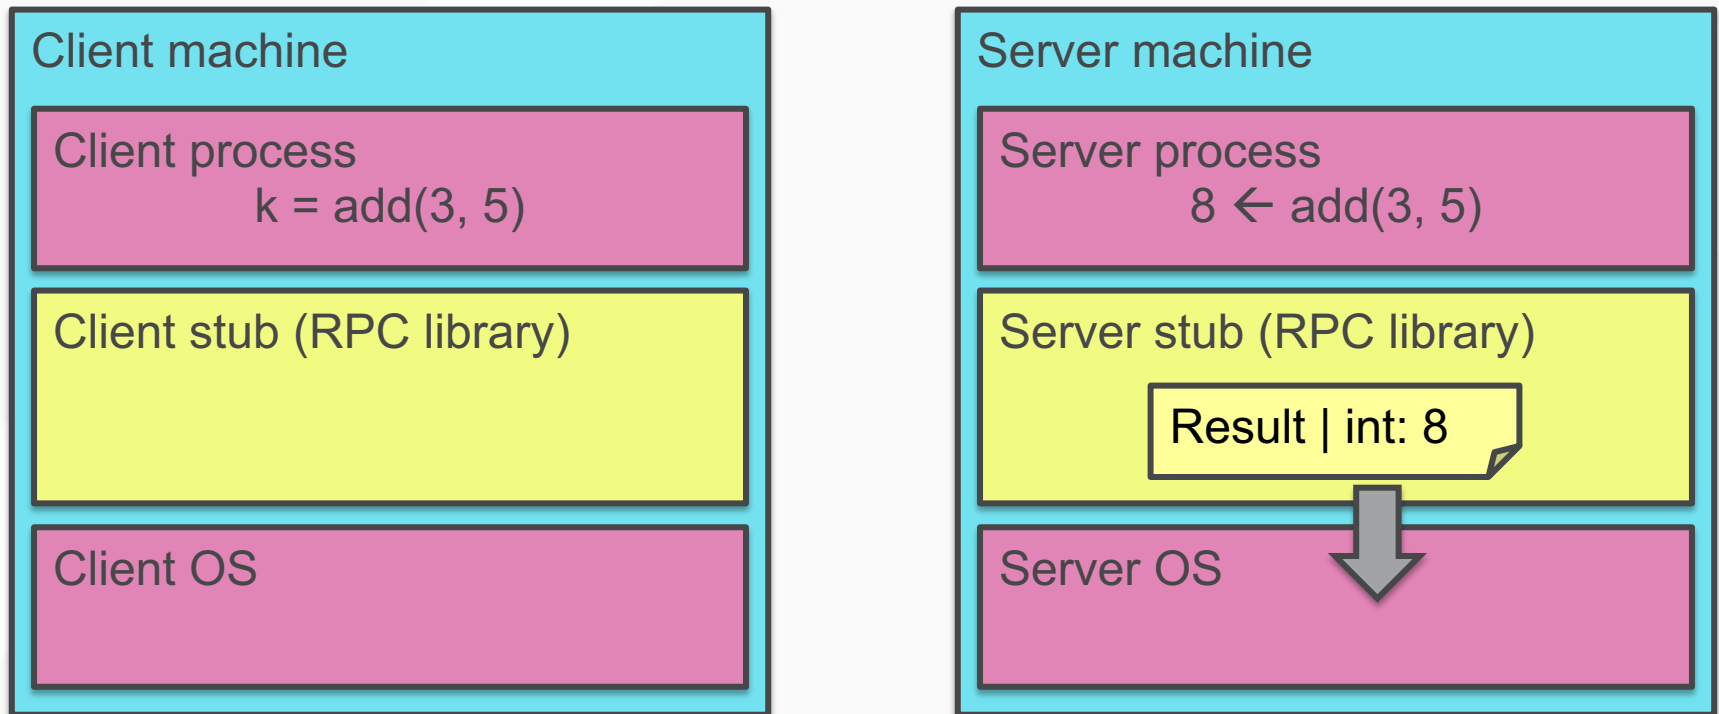 Client machine
Client process
k = add(3, 5)
Client stub (RPC library)
Client OS
Server machine
Server process
8 ← add(3, 5)
Server stub (RPC library)
Result | int: 8
Server OS